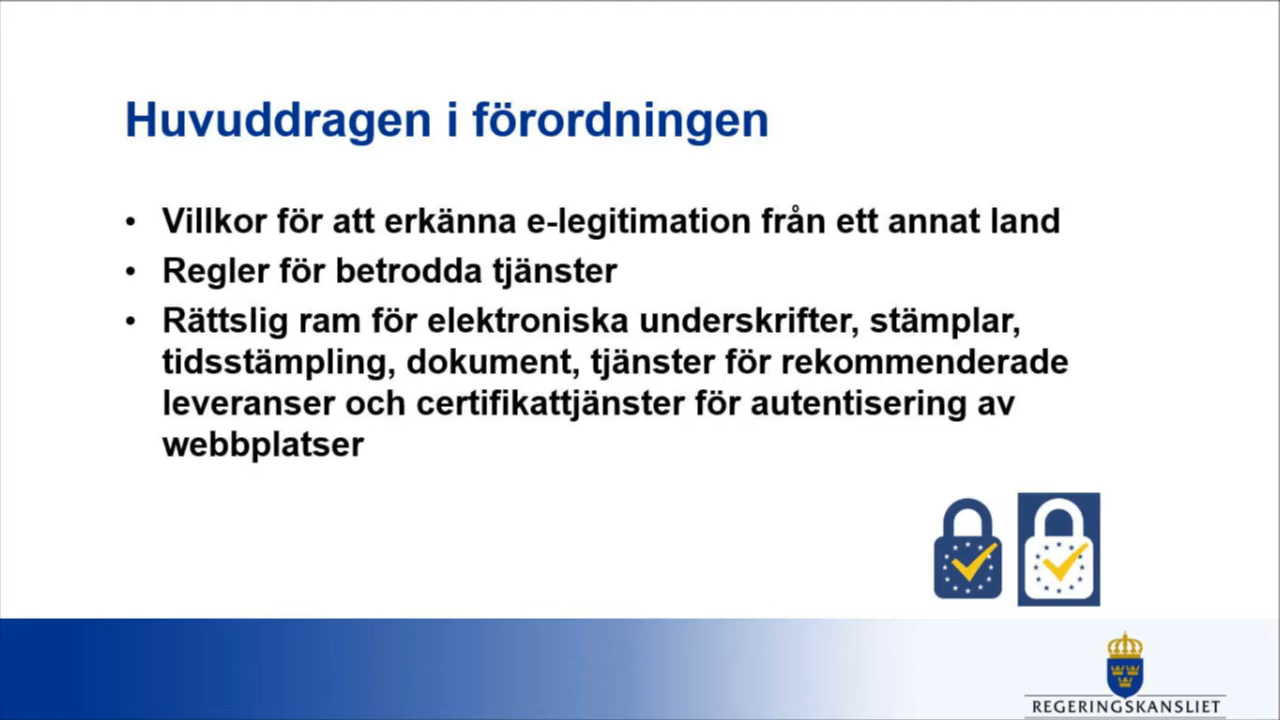 Huvuddragen i förordningen
• Villkor för att erkänna e-legitimation från ett annat land
• Regler för betrodda tjänster
• Rättslig ram för elektroniska underskrifter, stämplar,
tidsstämpling, dokument, tjänster för rekommenderade
leveranser och certifikattjänster för autentisering av
webbplatser
REGERINGSKANSLIET